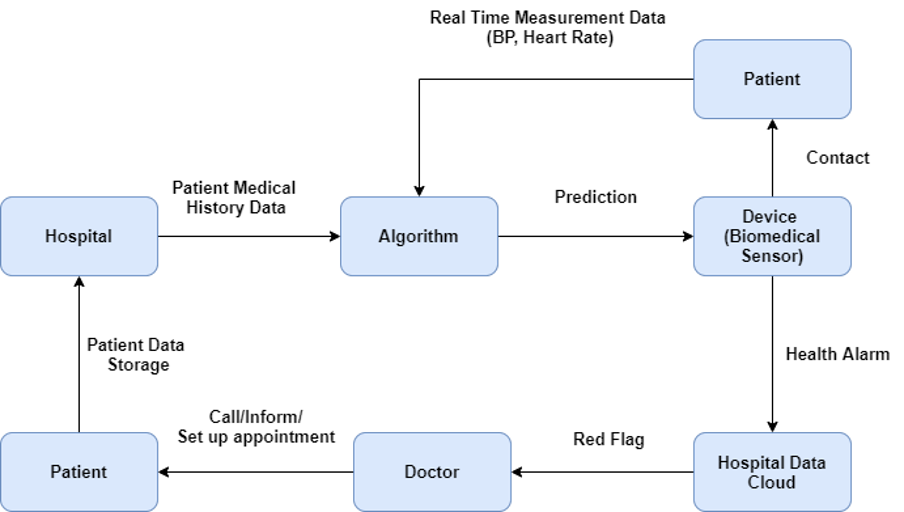 Real Time Measurement Data
(BP, Heart Rate)
Patient
Contact
Patient Medical
History Data
Prediction
Hospital
Algorithm
Device
(Biomedical
Sensor)
Patient Data
Storage
Health Alarm
Call/Inform/
Set up appointment
Red Flag
Patient
Doctor
Hospital Data
Cloud